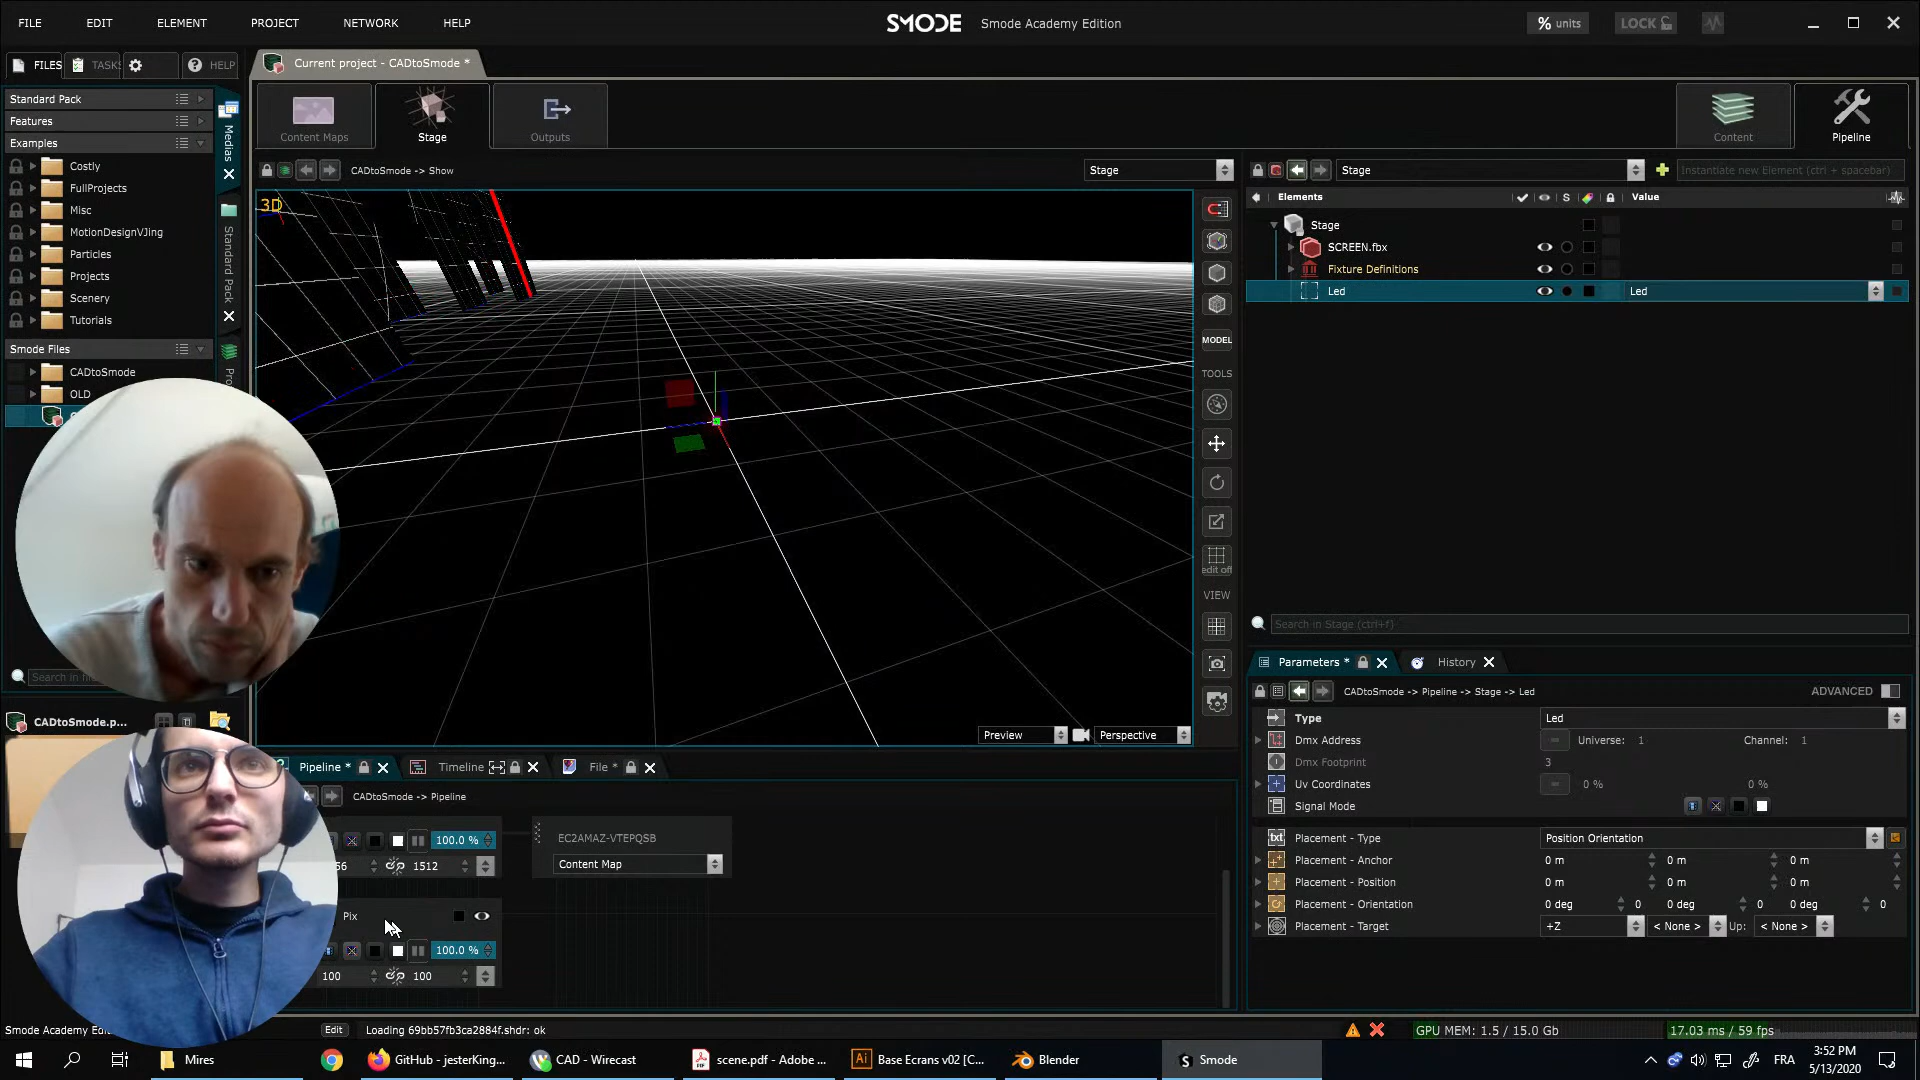 FILE EDIT ELEMENT PROJECT NETWORK HELP SMODE Smode Academy Edition % units LOCK
FILES TASKS HELP Current project - CADtoSmode *
Standard Pack
Features
Examples
Costly
FullProjects
Misc
MotionDesignVJing
Particles
Projects
Scenery
Tutorials
Smode Files
CADtoSmode
OLD
Medias
Standard Pack
Search in
CADtoSmode.p...
Smode Academy
Content Maps Stage Outputs Content Pipeline
CADtoSmode -> Show Stage
3D
MODEL
TOOLS
edit off
VIEW
Preview Perspective
Stage Instantiate new Element (ctrl + spacebar)
Elements S Value
Stage
SCREEN.fbx
Fixture Definitions
Led Led
Search in Stage (ctrl+f)
Parameters * History
CADtoSmode -> Pipeline -> Stage -> Led ADVANCED
Type Led
Dmx Address Universe: 1 Channel: 1
Dmx Footprint 3
Uv Coordinates 0 % 0 %
Signal Mode
Placement - Type Position Orientation
Placement - Anchor 0 m 0 m 0 m
Placement - Position 0 m 0 m 0 m
Placement - Orientation 0 deg 0 0 deg 0 0 deg 0
Placement - Target +Z < None > Up: < None >
Pipeline * Timeline File *
CADtoSmode -> Pipeline
100.0 %
56 1512
EC2AMAZ-VTEPQSB
Content Map
Pix
100.0 %
100 100
Edit Loading 69bb57fb3ca2884f.shdr: ok GPU MEM: 1.5 / 15.0 Gb 17.03 ms / 59 fps
Mires GitHub - jesterKing... CAD - Wirecast scene.pdf - Adobe ... Base Ecrans v02 [C... Blender Smode FRA 3:52 PM
5/13/2020